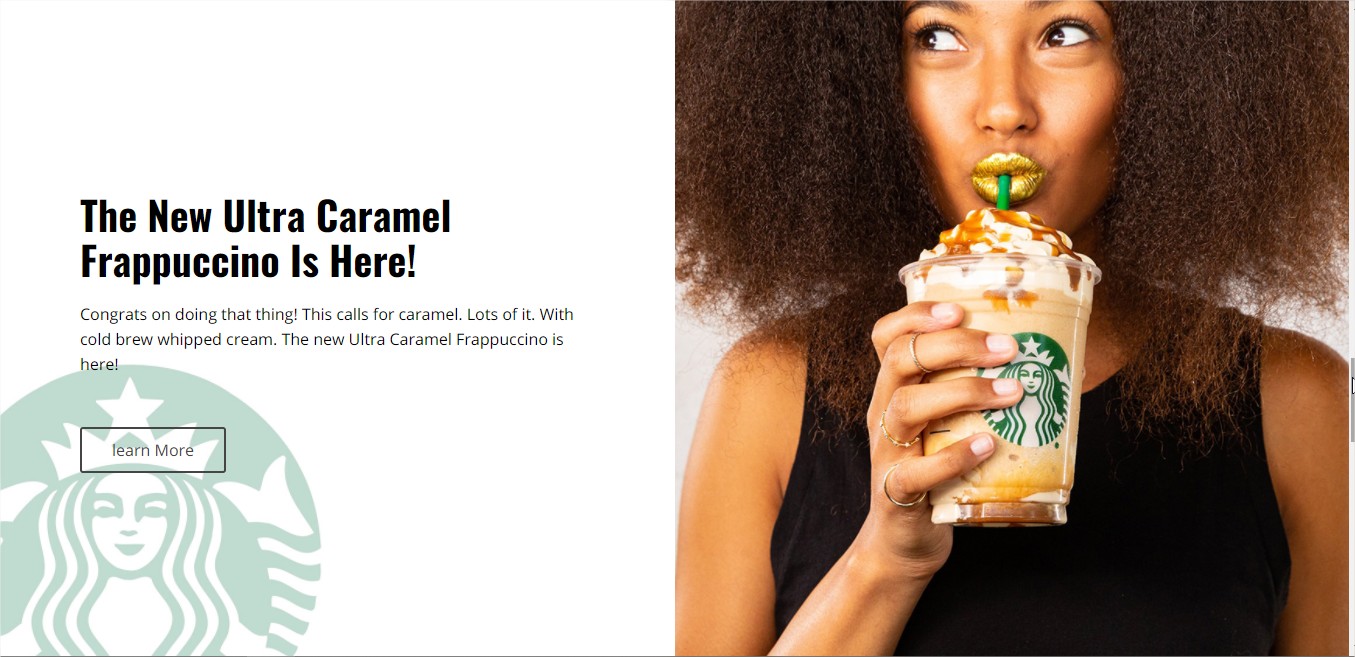 The New Ultra Caramel
Frappuccino Is Here!
Congrats on doing that thing! This calls for caramel. Lots of it. With
cold brew whipped cream. The new Ultra Caramel Frappuccino is
here!
learn More